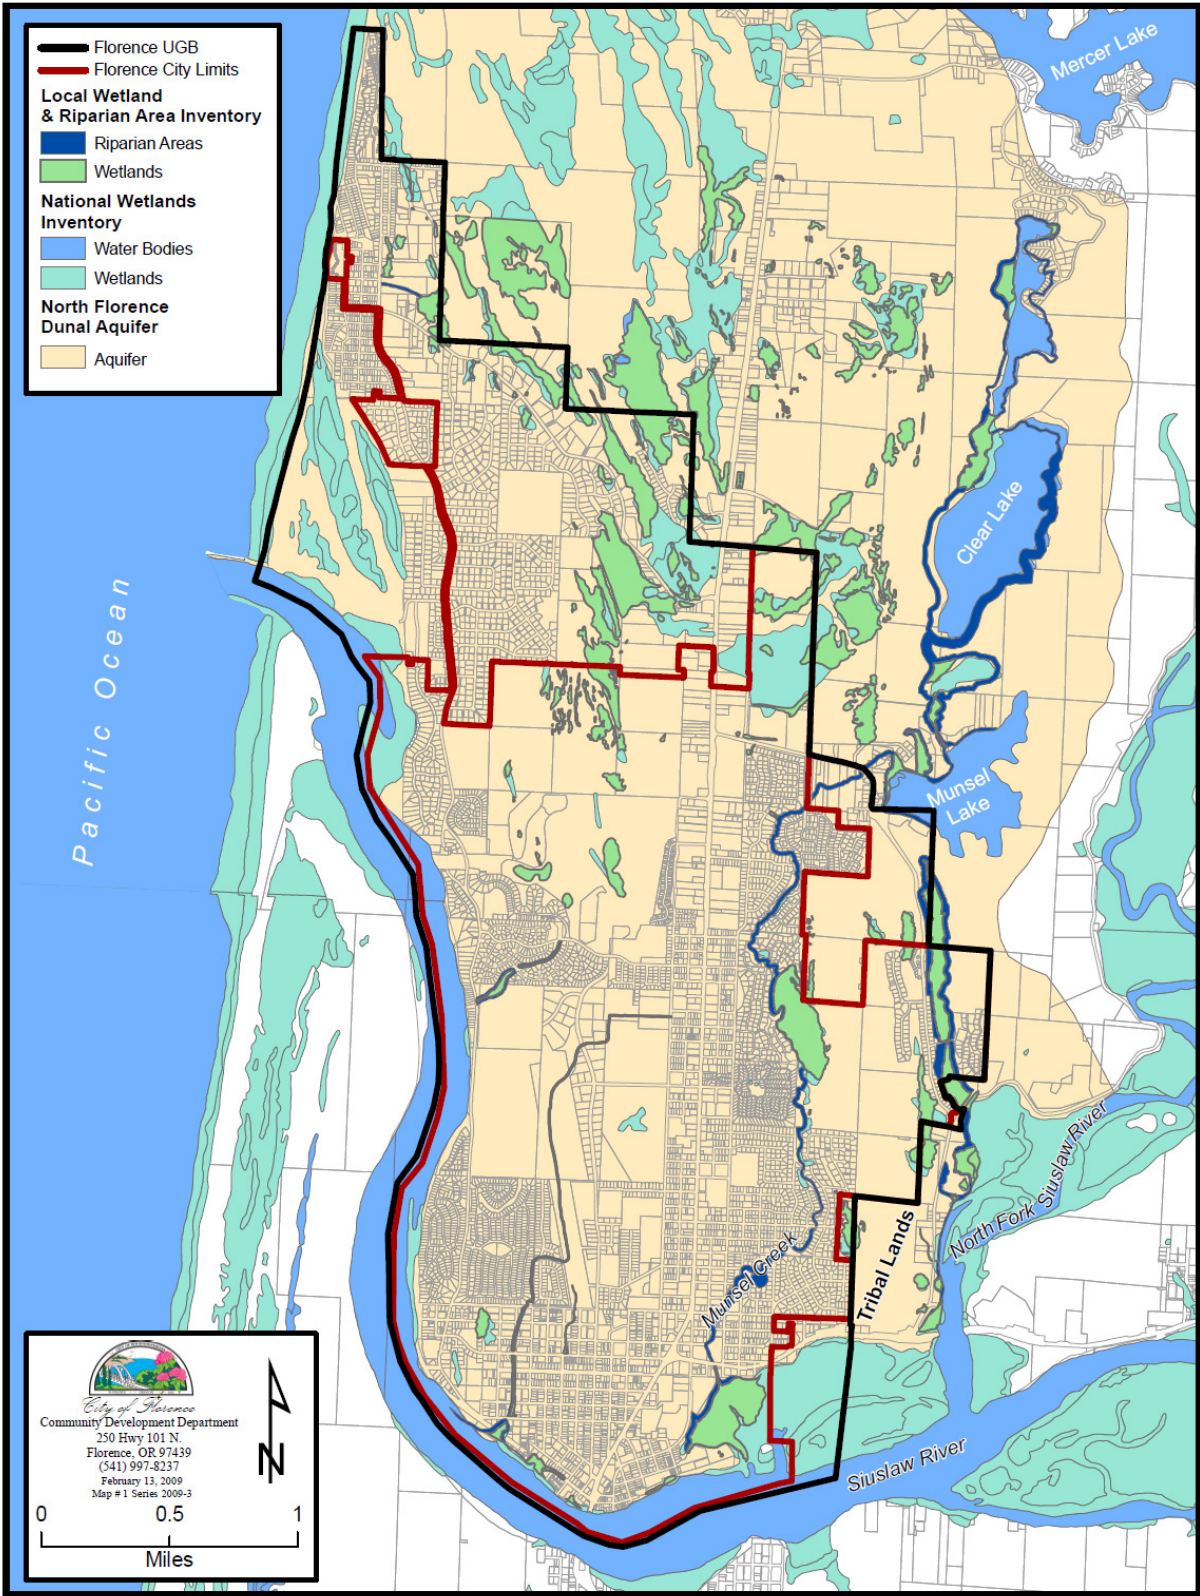 Florence UGB
Florence City Limits
Local Wetland
& Riparian Area Inventory
Riparian Areas
Wetlands
National Wetlands
Inventory
Water Bodies
Wetlands
North Florence
Dunal Aquifer
Aquifer
Mercer Lake
Clear Lake
Munsel
Lake
Pacific Ocean
North Fork Siuslaw River
Tribal Lands
Munsel Creek
Siuslaw River
City of Florence
Community Development Department
250 Hwy 101 N.
Florence, OR 97439
(541) 997-8237
February 13, 2009
Map # 1 Series 2009-3
N
0 0.5 1
Miles